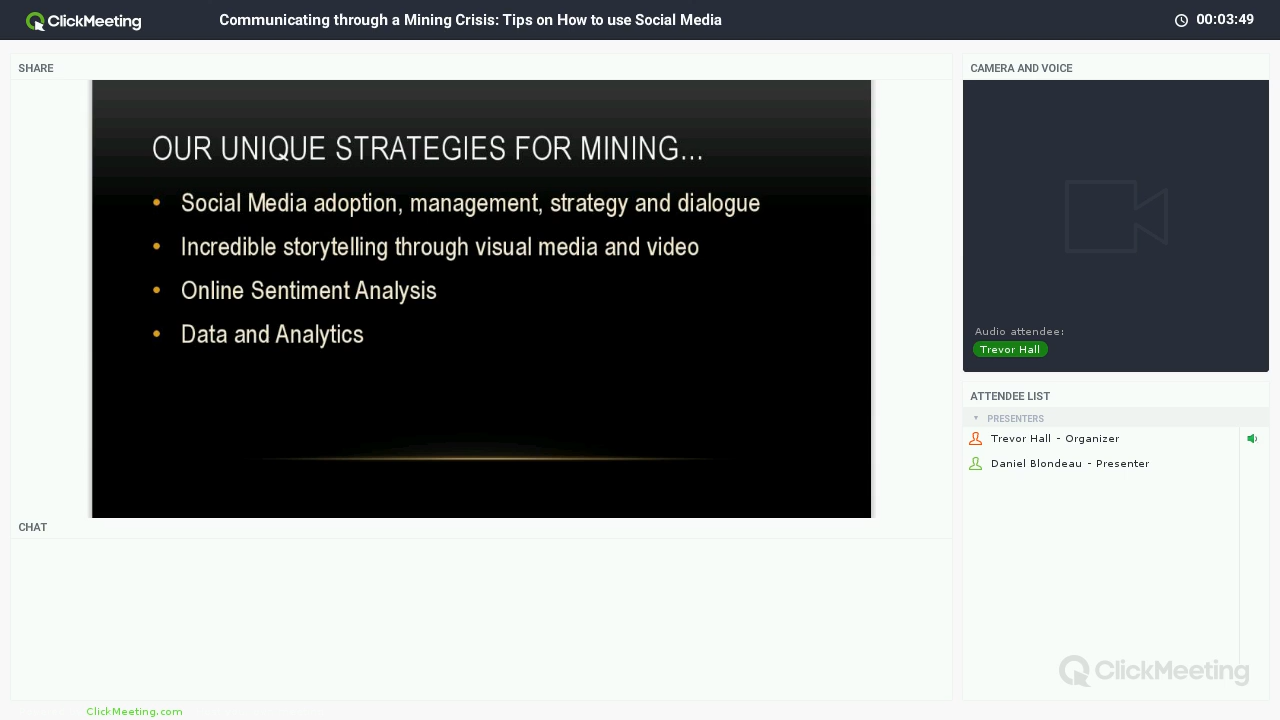 ClickMeeting
Communicating through a Mining Crisis: Tips on How to use Social Media
00:03:49
SHARE
OUR UNIQUE STRATEGIES FOR MINING...
• Social Media adoption, management, strategy and dialogue
• Incredible storytelling through visual media and video
• Online Sentiment Analysis
• Data and Analytics
CHAT
CAMERA AND VOICE
Audio attendee:
Trevor Hall
ATTENDEE LIST
PRESENTERS
Trevor Hall - Organizer
Daniel Blondeau - Presenter
ClickMeeting
ClickMeeting.com